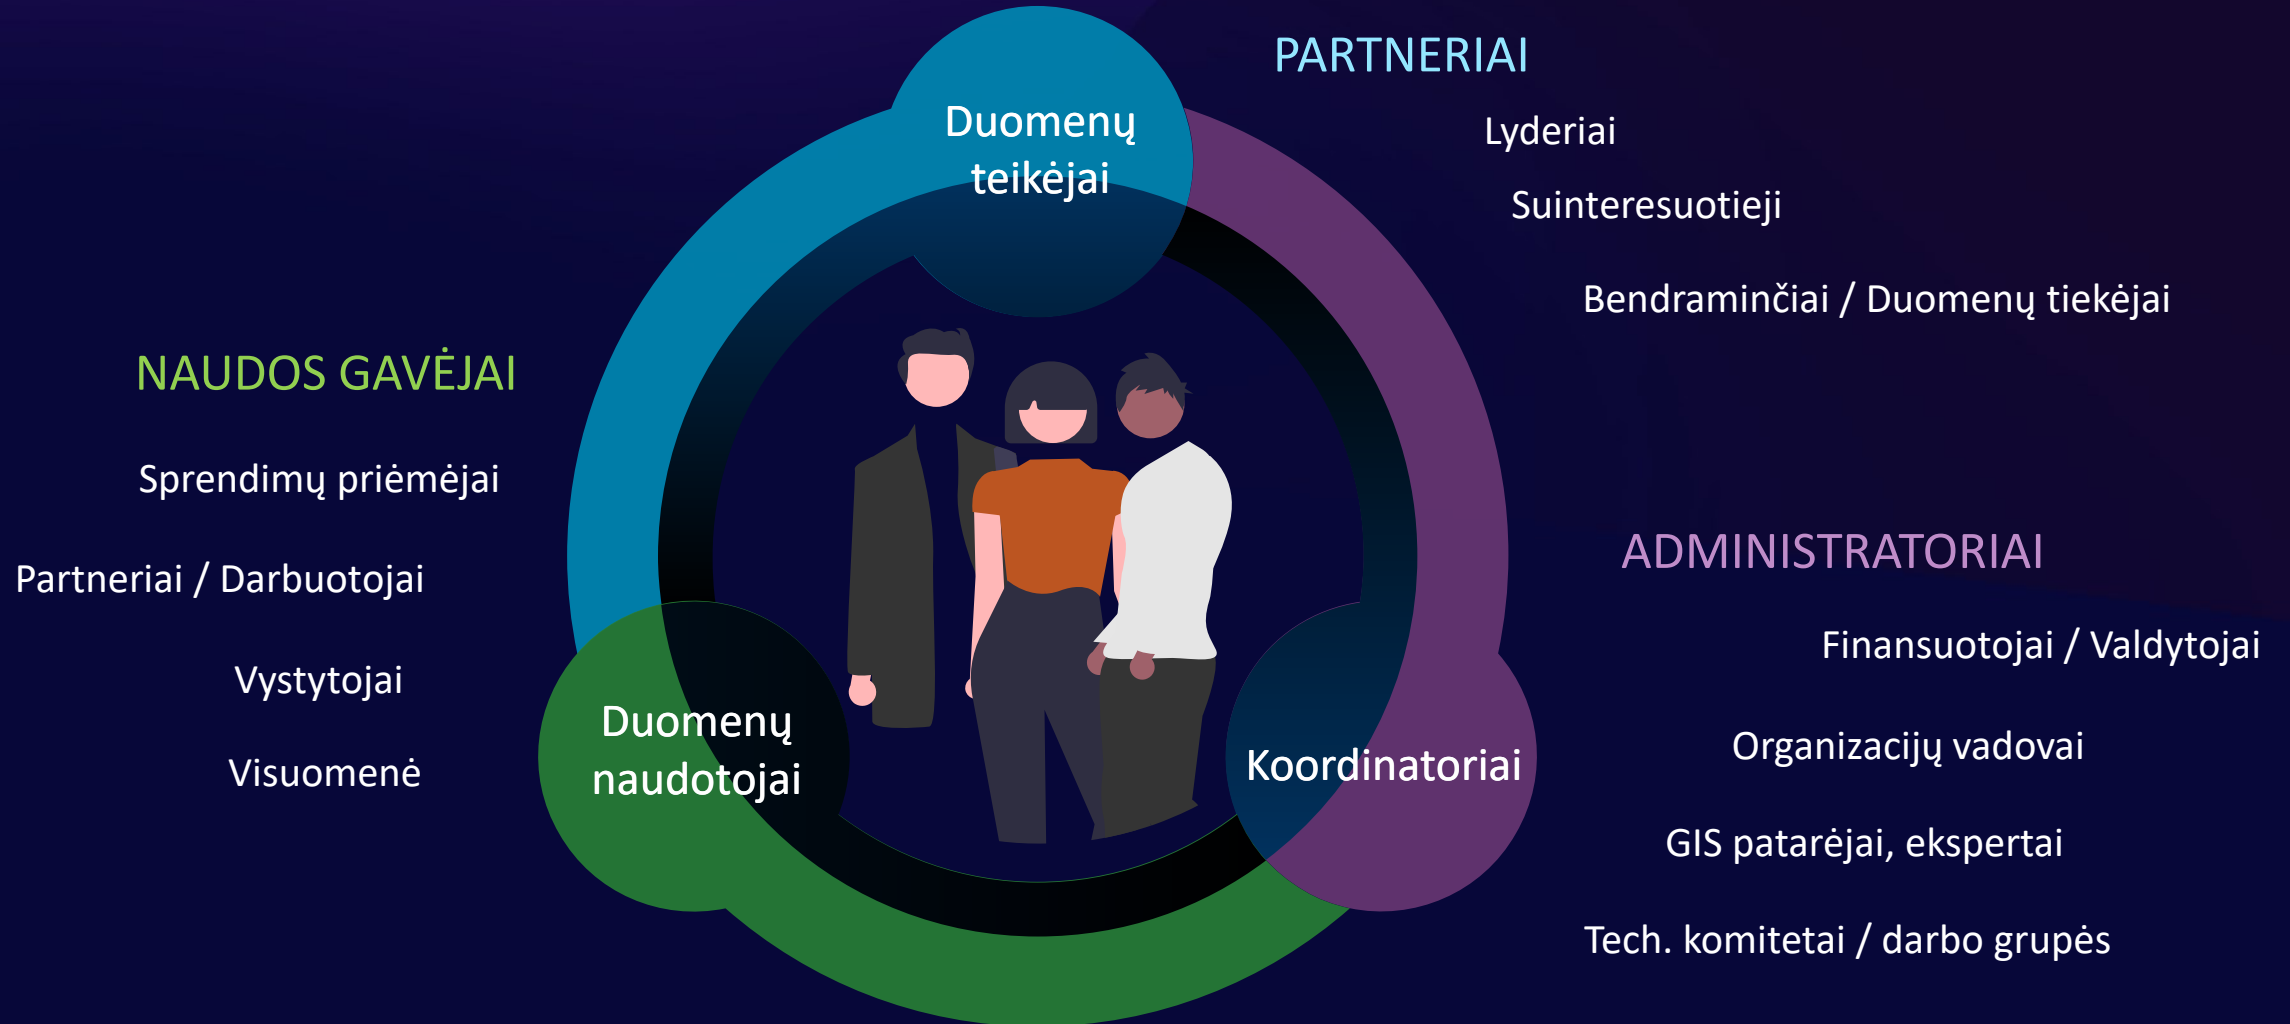 Duomenų
teikėjai
PARTNERIAI
Lyderiai
Suinteresuotieji
Bendraminčiai / Duomenų tiekėjai
NAUDOS GAVĖJAI
Sprendimų priėmėjai
Partneriai / Darbuotojai
Vystytojai
Visuomenė
Duomenų
naudotojai
Koordinatoriai
ADMINISTRATORIAI
Finansuotojai / Valdytojai
Organizacijų vadovai
GIS patarėjai, ekspertai
Tech. komitetai / darbo grupės